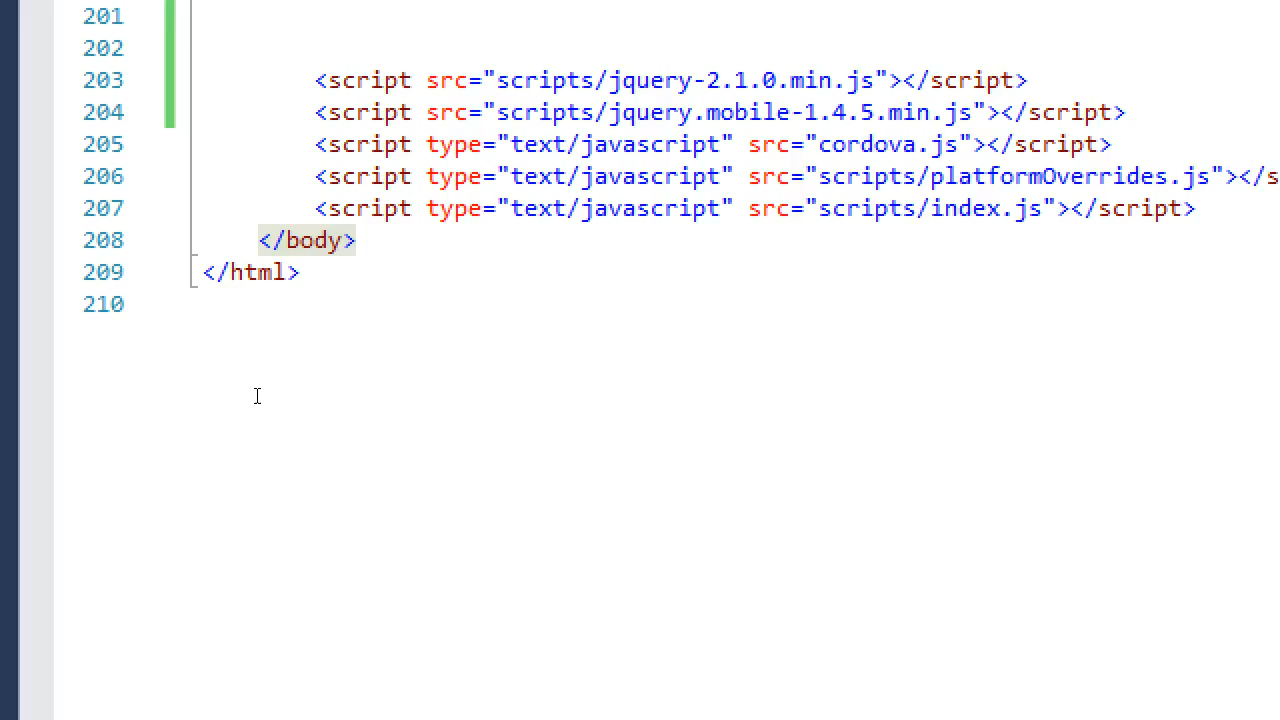 201
202
203 <script src="scripts/jquery-2.1.0.min.js"></script>
204 <script src="scripts/jquery.mobile-1.4.5.min.js"></script>
205 <script type="text/javascript" src="cordova.js"></script>
206 <script type="text/javascript" src="scripts/platformOverrides.js"></s
207 <script type="text/javascript" src="scripts/index.js"></script>
208 </body>
209 </html>
210